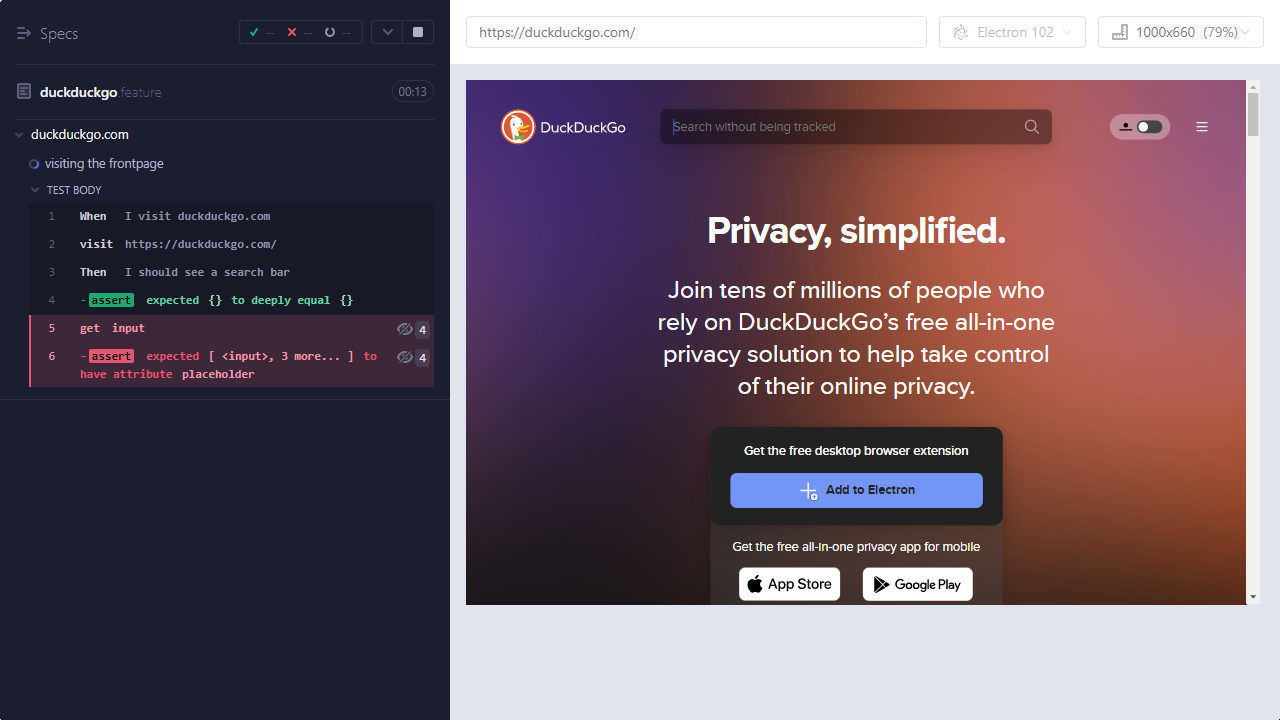 Specs
-- -- --
duckduckgo.feature 00:13
duckduckgo.com
visiting the frontpage
TEST BODY
1 When I visit duckduckgo.com
2 visit https://duckduckgo.com/
3 Then I should see a search bar
4 -assert expected {} to deeply equal {}
5 get input 4
6 -assert expected [ <input>, 3 more... ] to 4
have attribute placeholder
https://duckduckgo.com/
Electron 102
1000x660 (79%)
DuckDuckGo
Search without being tracked
Privacy, simplified.
Join tens of millions of people who
rely on DuckDuckGo’s free all-in-one
privacy solution to help take control
of their online privacy.
Get the free desktop browser extension
Add to Electron
Get the free all-in-one privacy app for mobile
App Store
Google Play